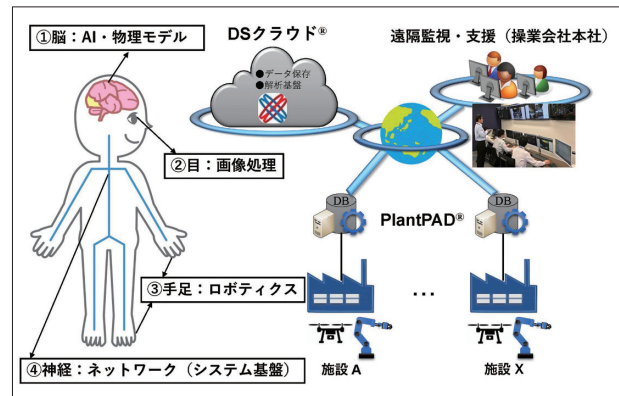 ①脳：AI・物理モデル
DSクラウド®
●データ保存
●解析基盤
遠隔監視・支援（操業会社本社）
②目：画像処理
DB
DB
PlantPAD®
③手足：ロボティクス
…
施設 A
施設 X
④神経：ネットワーク（システム基盤）